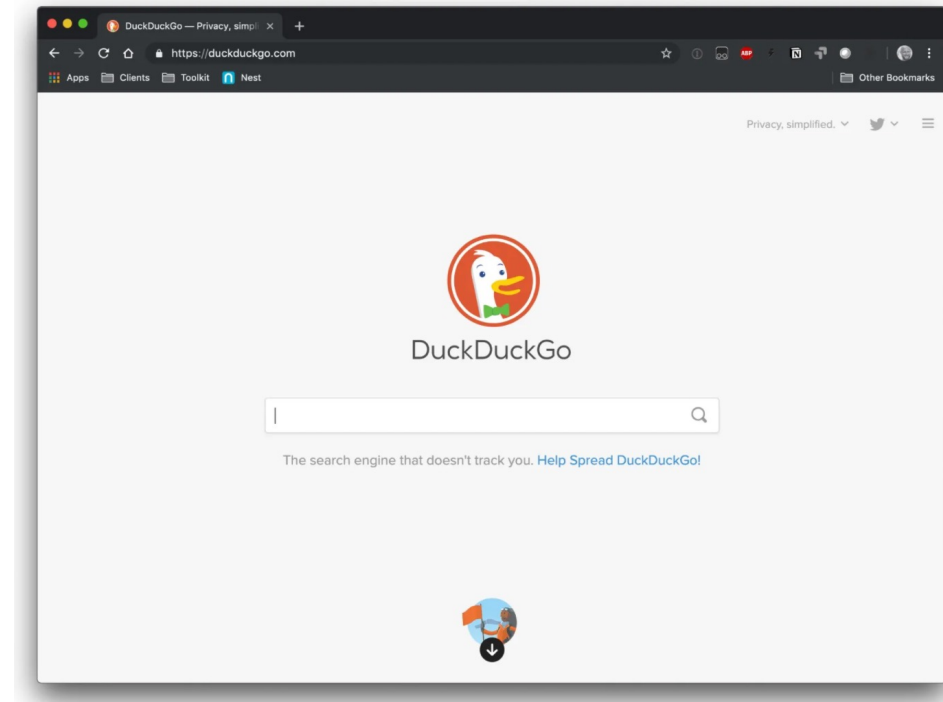 DuckDuckGo — Privacy, simpl
https://duckduckgo.com
ABP
Apps Clients Toolkit Nest Other Bookmarks
Privacy, simplified.
DuckDuckGo
The search engine that doesn't track you. Help Spread DuckDuckGo!